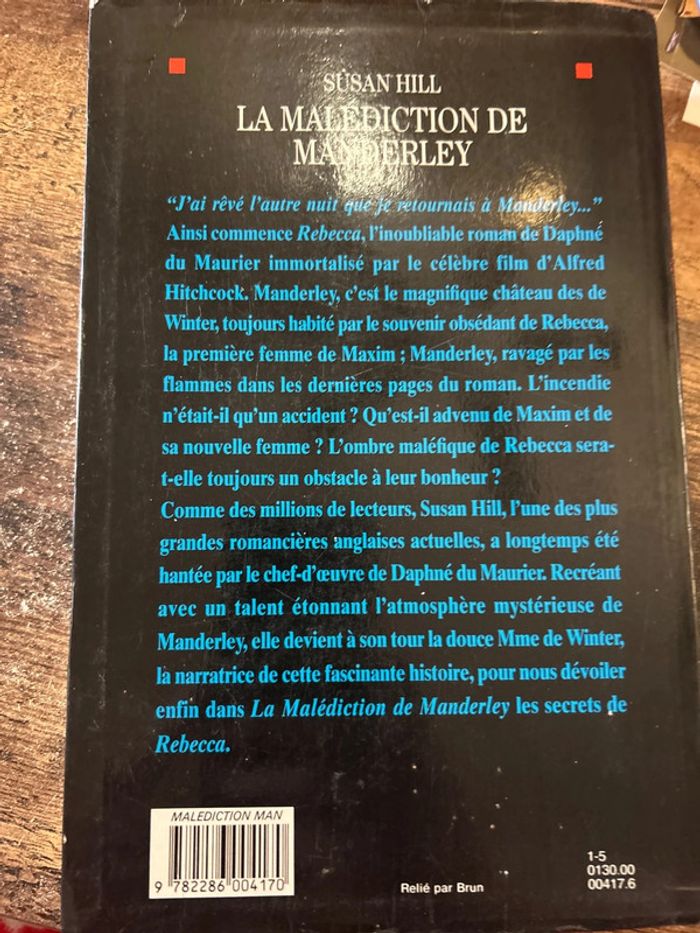 SUSAN HILL
LA MALÉDICTION DE
MANDERLEY
“J'ai rêvé l'autre nuit que je retournais à Manderley...”
Ainsi commence Rebecca, l'inoubliable roman de Daphné
du Maurier immortalisé par le célèbre film d'Alfred
Hitchcock. Manderley, c'est le magnifique château des de
Winter, toujours habité par le souvenir obsédant de Rebecca,
la première femme de Maxim ; Manderley, ravagé par les
flammes dans les dernières pages du roman. L'incendie
n'était-il qu'un accident ? Qu'est-il advenu de Maxim et de
sa nouvelle femme ? L'ombre maléfique de Rebecca sera-
t-elle toujours un obstacle à leur bonheur ?
Comme des millions de lecteurs, Susan Hill, l'une des plus
grandes romancières anglaises actuelles, a longtemps été
hantée par le chef-d'œuvre de Daphné du Maurier. Recréant
avec un talent étonnant l'atmosphère mystérieuse de
Manderley, elle devient à son tour la douce Mme de Winter,
la narratrice de cette fascinante histoire, pour nous dévoiler
enfin dans La Malédiction de Manderley les secrets de
Rebecca.
MALEDICTION MAN
9 782286 004170
Relié par Brun
1-5
0130.00
00417.6